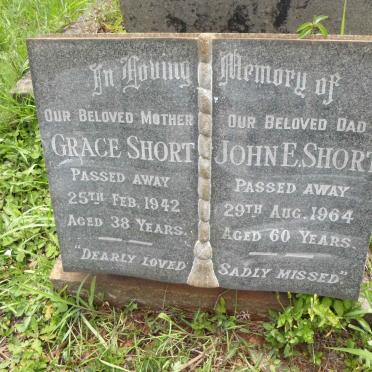 In Loving Memory of
OUR BELOVED MOTHER
GRACE SHORT
PASSED AWAY
25TH FEB. 1942
AGED 38 YEARS.
"DEARLY LOVED
OUR BELOVED DAD
JOHN E. SHORT
PASSED AWAY
29TH AUG. 1964
AGED 60 YEARS.
SADLY MISSED"